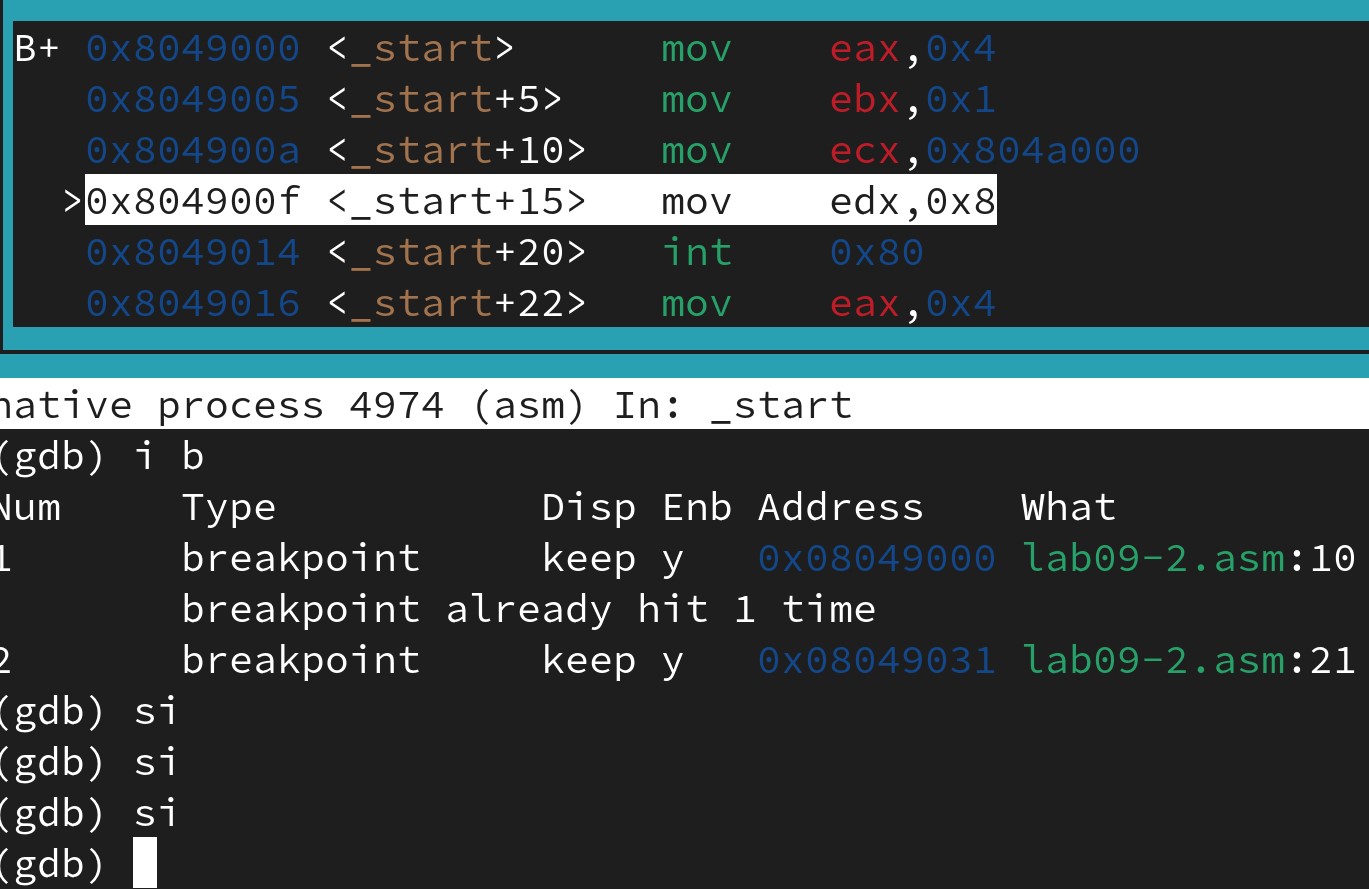 B+ 0x8049000 <_start> mov eax,0x4
0x8049005 <_start+5> mov ebx,0x1
0x804900a <_start+10> mov ecx,0x804a000
>0x804900f <_start+15> mov edx,0x8
0x8049014 <_start+20> int 0x80
0x8049016 <_start+22> mov eax,0x4
native process 4974 (asm) In: _start
(gdb) i b
Num Type Disp Enb Address What
1 breakpoint keep y 0x08049000 lab09-2.asm:10
breakpoint already hit 1 time
2 breakpoint keep y 0x08049031 lab09-2.asm:21
(gdb) si
(gdb) si
(gdb) si
(gdb)